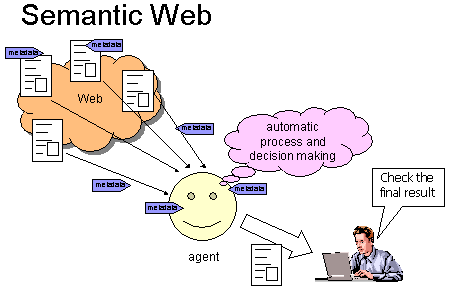 Semantic Web
metadata
metadata
Web
metadata
automatic
process and
decision making
metadata
metadata
metadata
Check the
final result
agent